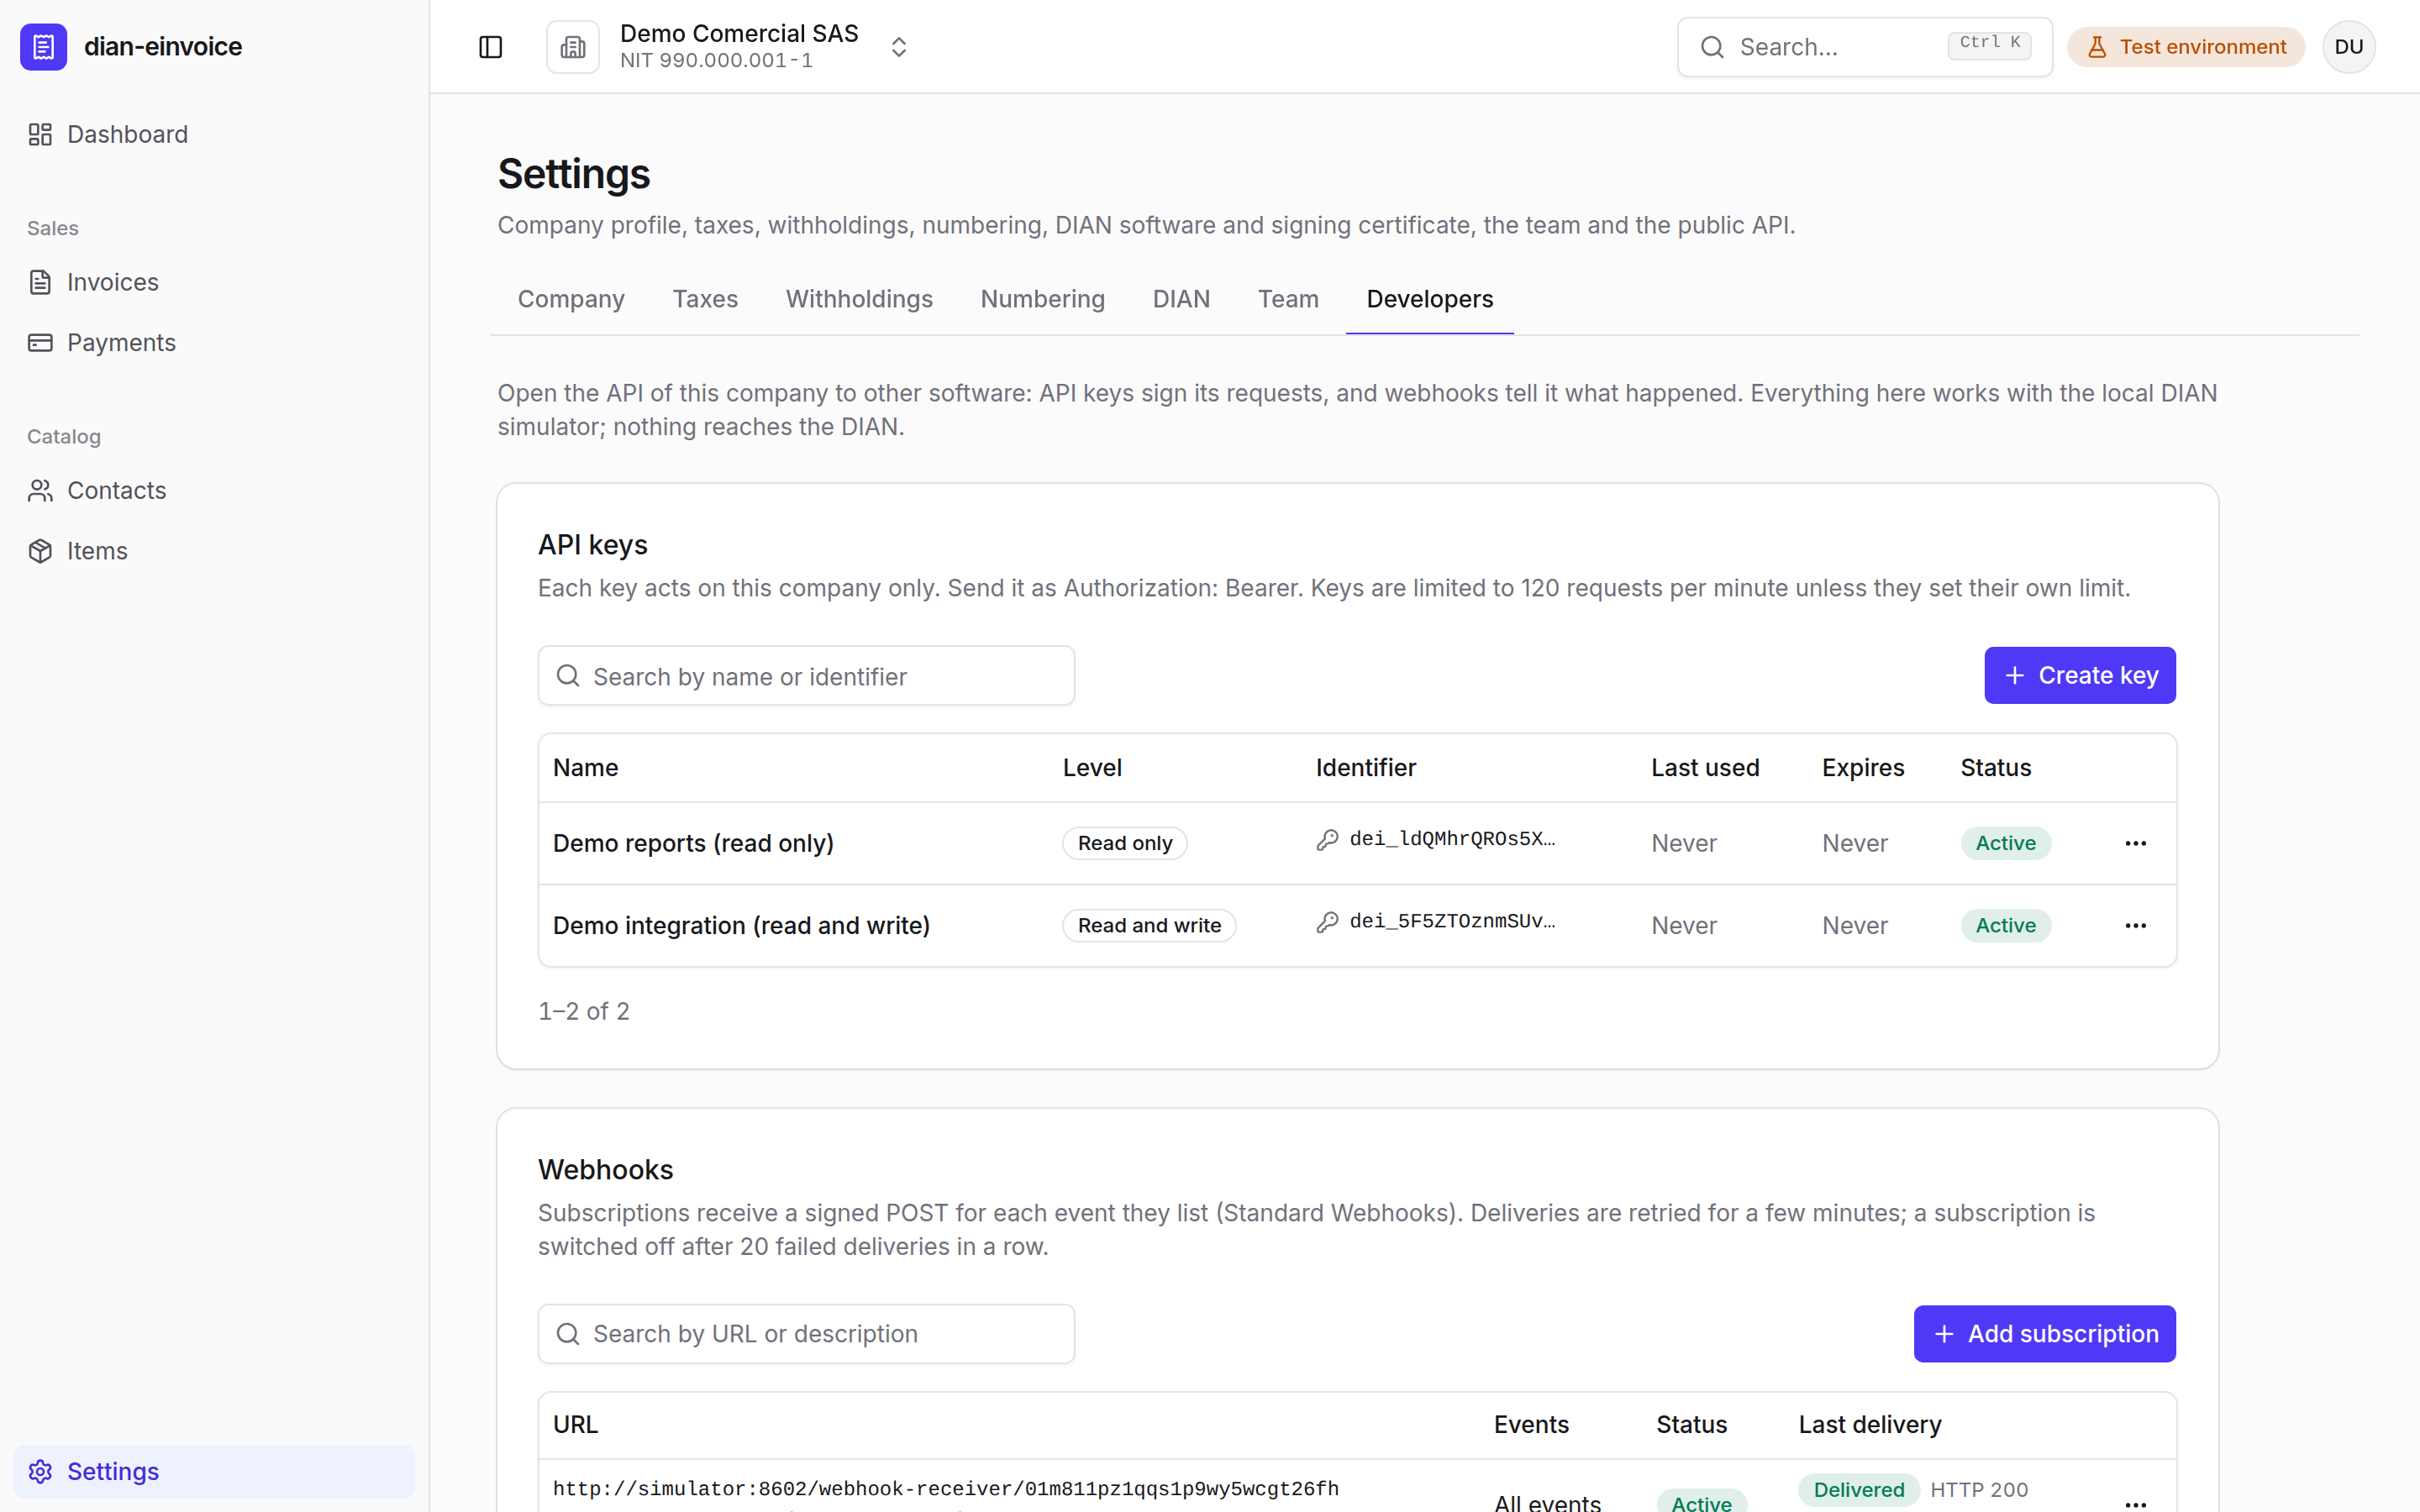 dian-einvoice
Demo Comercial SAS
NIT 990.000.001-1
Search...
Ctrl K
Test environment
DU
Dashboard
Sales
Invoices
Payments
Catalog
Contacts
Items
Settings
Settings
Company profile, taxes, withholdings, numbering, DIAN software and signing certificate, the team and the public API.
Company
Taxes
Withholdings
Numbering
DIAN
Team
Developers
Open the API of this company to other software: API keys sign its requests, and webhooks tell it what happened. Everything here works with the local DIAN
simulator; nothing reaches the DIAN.
API keys
Each key acts on this company only. Send it as Authorization: Bearer. Keys are limited to 120 requests per minute unless they set their own limit.
Search by name or identifier
Create key
Name Level Identifier Last used Expires Status
Demo reports (read only) Read only dei_ldQMhrQROs5X… Never Never Active
Demo integration (read and write) Read and write dei_5F5ZTOznmSUv… Never Never Active
1–2 of 2
Webhooks
Subscriptions receive a signed POST for each event they list (Standard Webhooks). Deliveries are retried for a few minutes; a subscription is
switched off after 20 failed deliveries in a row.
Search by URL or description
Add subscription
URL Events Status Last delivery
http://simulator:8602/webhook-receiver/01m811pz1qqs1p9wy5wcgt26fh All events Active Delivered HTTP 200